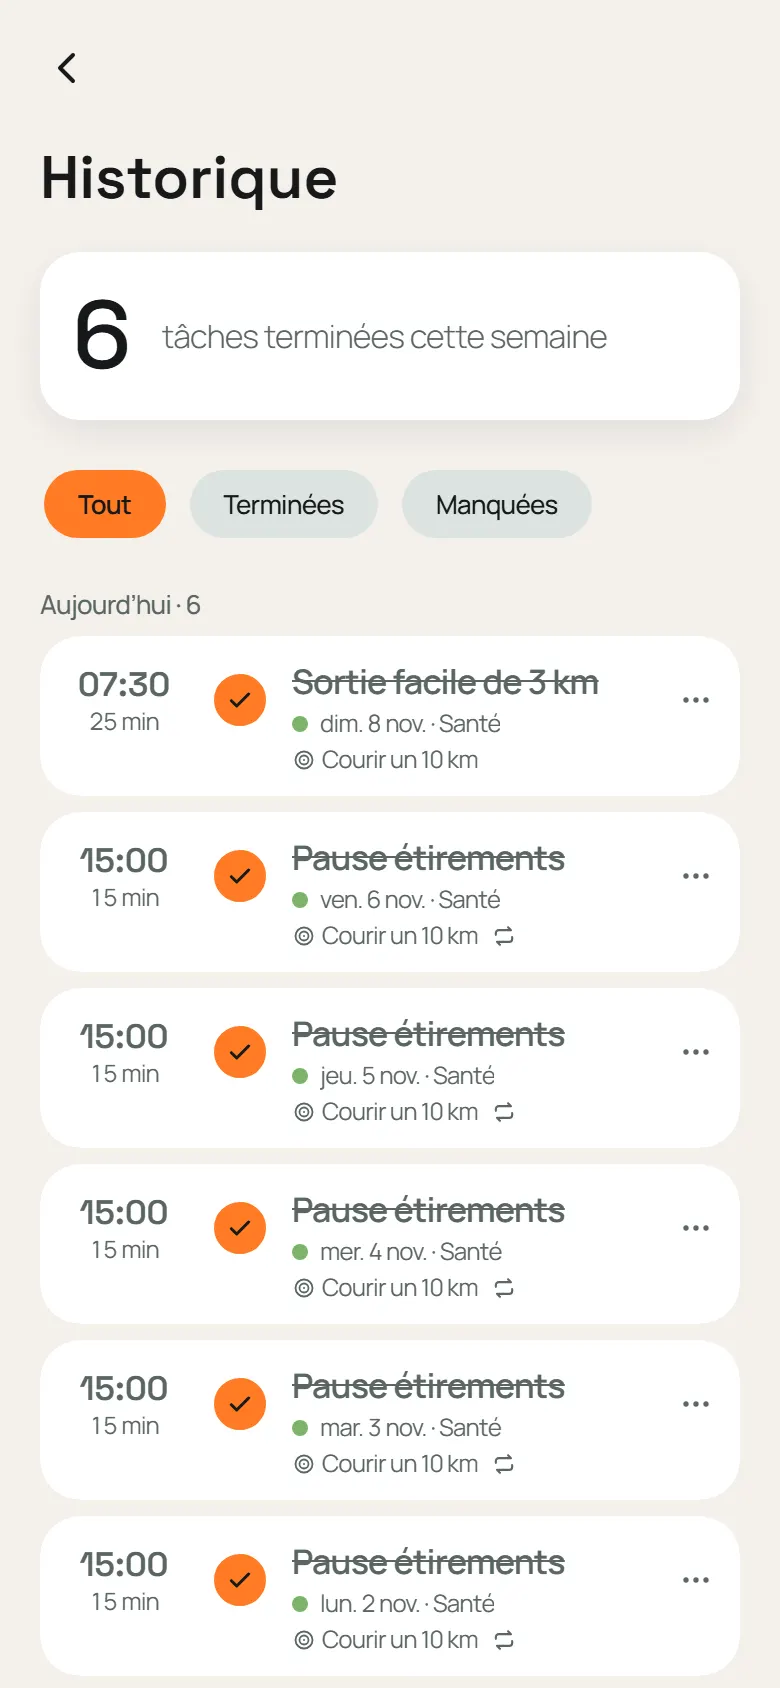 Historique
6
tâches terminées cette semaine
Tout
Terminées
Manquées
Aujourd’hui · 6
07:30
25 min
Sortie facile de 3 km
dim. 8 nov. · Santé
Courir un 10 km
15:00
15 min
Pause étirements
ven. 6 nov. · Santé
Courir un 10 km
15:00
15 min
Pause étirements
jeu. 5 nov. · Santé
Courir un 10 km
15:00
15 min
Pause étirements
mer. 4 nov. · Santé
Courir un 10 km
15:00
15 min
Pause étirements
mar. 3 nov. · Santé
Courir un 10 km
15:00
15 min
Pause étirements
lun. 2 nov. · Santé
Courir un 10 km